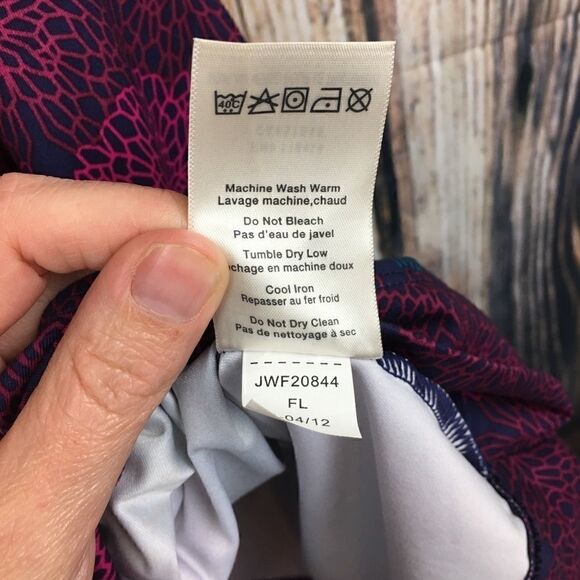 40C
Machine Wash Warm
Lavage machine,chaud
Do Not Bleach
Pas d'eau de javel
Tumble Dry Low
en machine doux
Cool Iron
Repasser au fer froid
Do Not Dry Clean
Pas de nettoyage à sec
JWF20844
FL
04/12